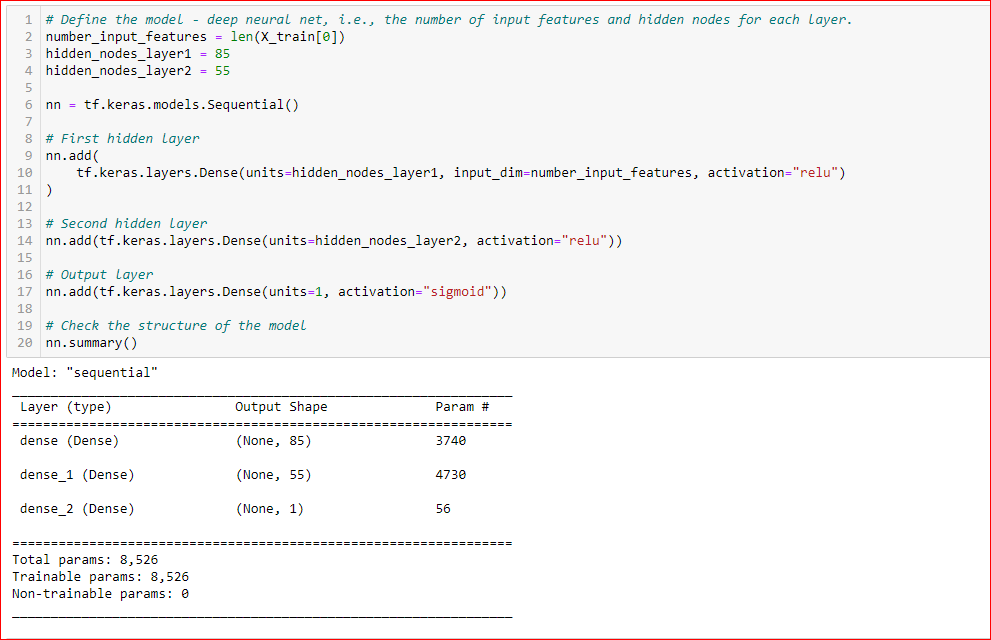 1 # Define the model - deep neural net, i.e., the number of input features and hidden nodes for each layer.
2 number_input_features = len(X_train[0])
3 hidden_nodes_layer1 = 85
4 hidden_nodes_layer2 = 55
5
6 nn = tf.keras.models.Sequential()
7
8 # First hidden layer
9 nn.add(
10     tf.keras.layers.Dense(units=hidden_nodes_layer1, input_dim=number_input_features, activation="relu")
11 )
12
13 # Second hidden layer
14 nn.add(tf.keras.layers.Dense(units=hidden_nodes_layer2, activation="relu"))
15
16 # Output layer
17 nn.add(tf.keras.layers.Dense(units=1, activation="sigmoid"))
18
19 # Check the structure of the model
20 nn.summary()
Model: "sequential"
_________________________________________________________________
Layer (type)                Output Shape              Param #
=================================================================
dense (Dense)               (None, 85)                3740
dense_1 (Dense)             (None, 55)                4730
dense_2 (Dense)             (None, 1)                 56
=================================================================
Total params: 8,526
Trainable params: 8,526
Non-trainable params: 0
_________________________________________________________________